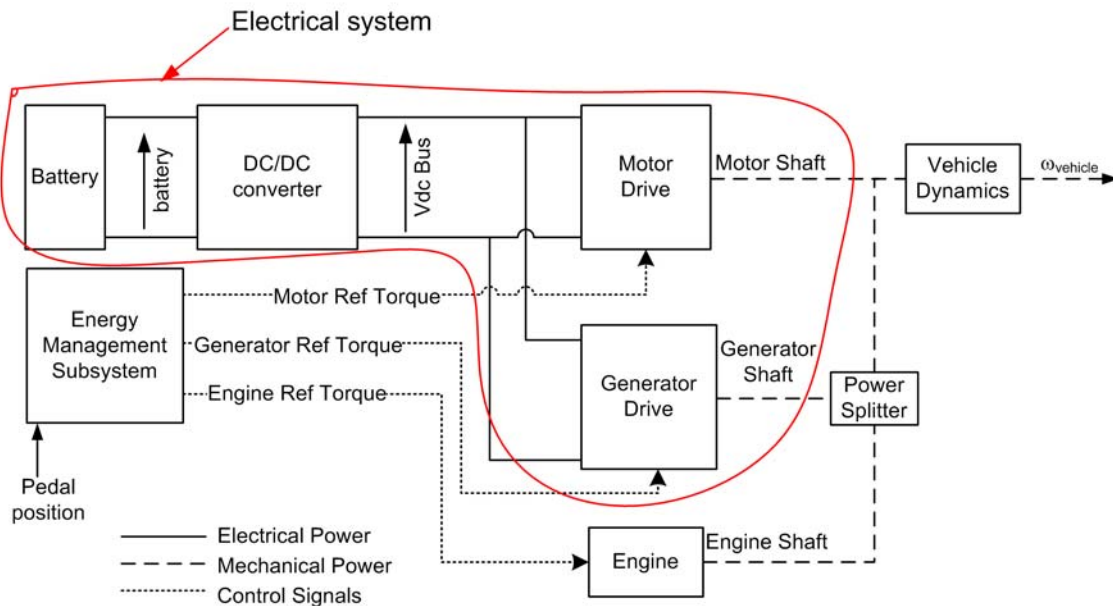 Electrical system
Battery
battery
DC/DC
converter
Vdc Bus
Motor
Drive
Motor Shaft
Vehicle
Dynamics
ωvehicle
Energy
Management
Subsystem
Motor Ref Torque
Generator Ref Torque
Engine Ref Torque
Generator
Drive
Generator
Shaft
Power
Splitter
Pedal
position
Engine
Engine Shaft
Electrical Power
Mechanical Power
Control Signals